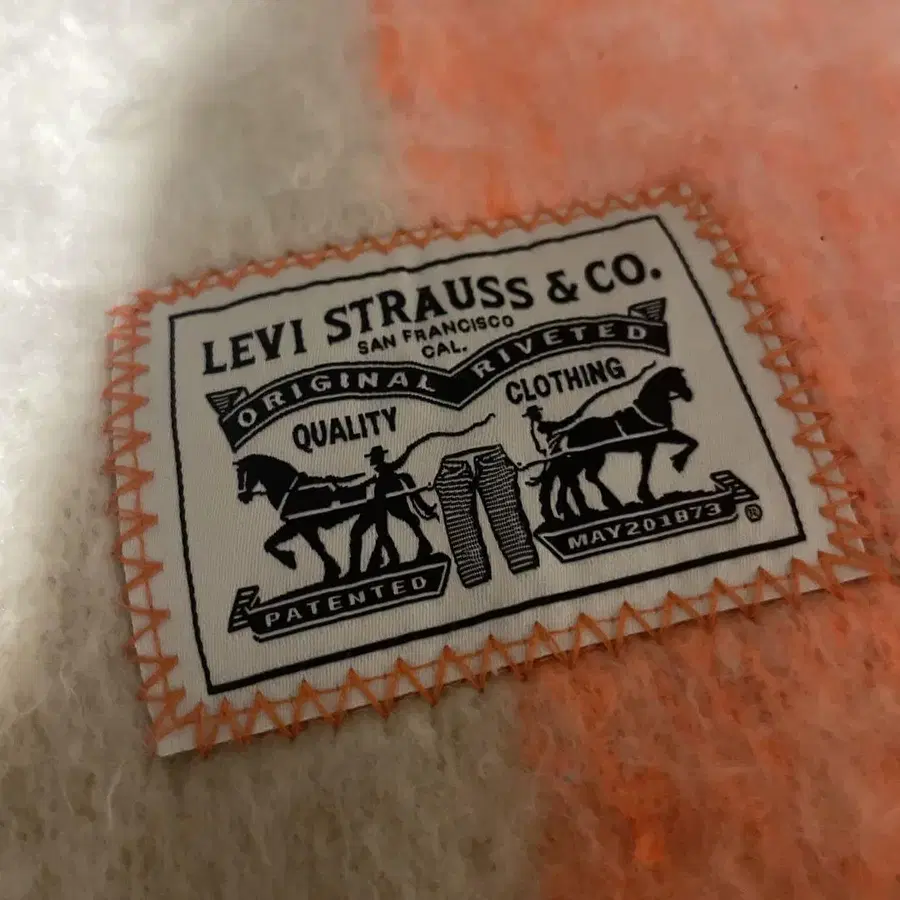 LEVI STRAUSS & CO.
SAN FRANCISCO
CAL.
ORIGINAL RIVETED
QUALITY CLOTHING
PATENTED MAY201873 ®